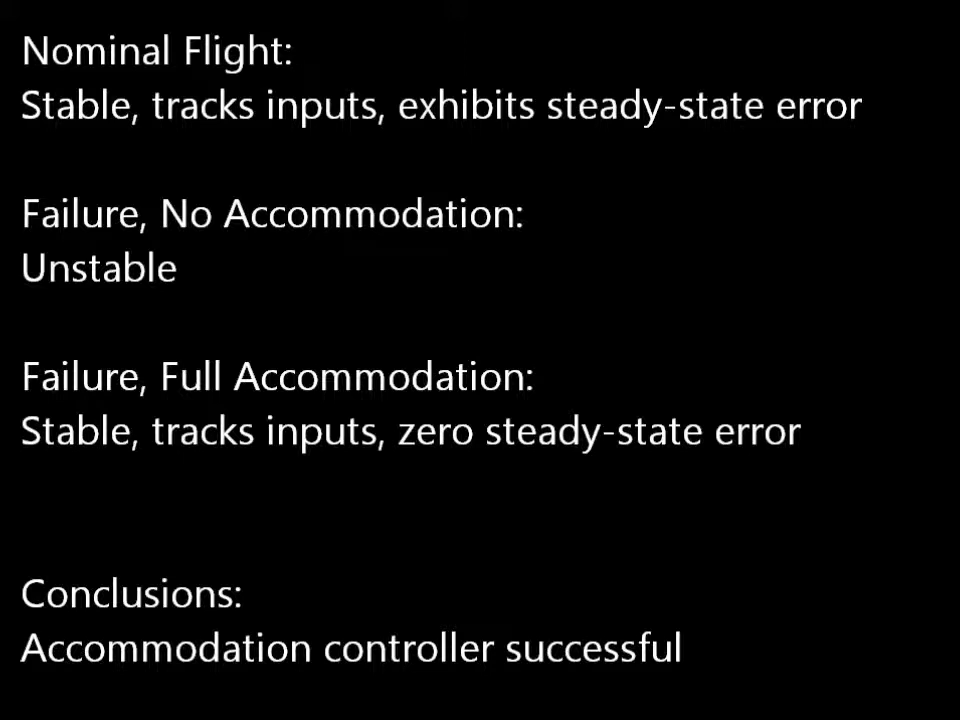 Nominal Flight:
Stable, tracks inputs, exhibits steady-state error
Failure, No Accommodation:
Unstable
Failure, Full Accommodation:
Stable, tracks inputs, zero steady-state error
Conclusions:
Accommodation controller successful